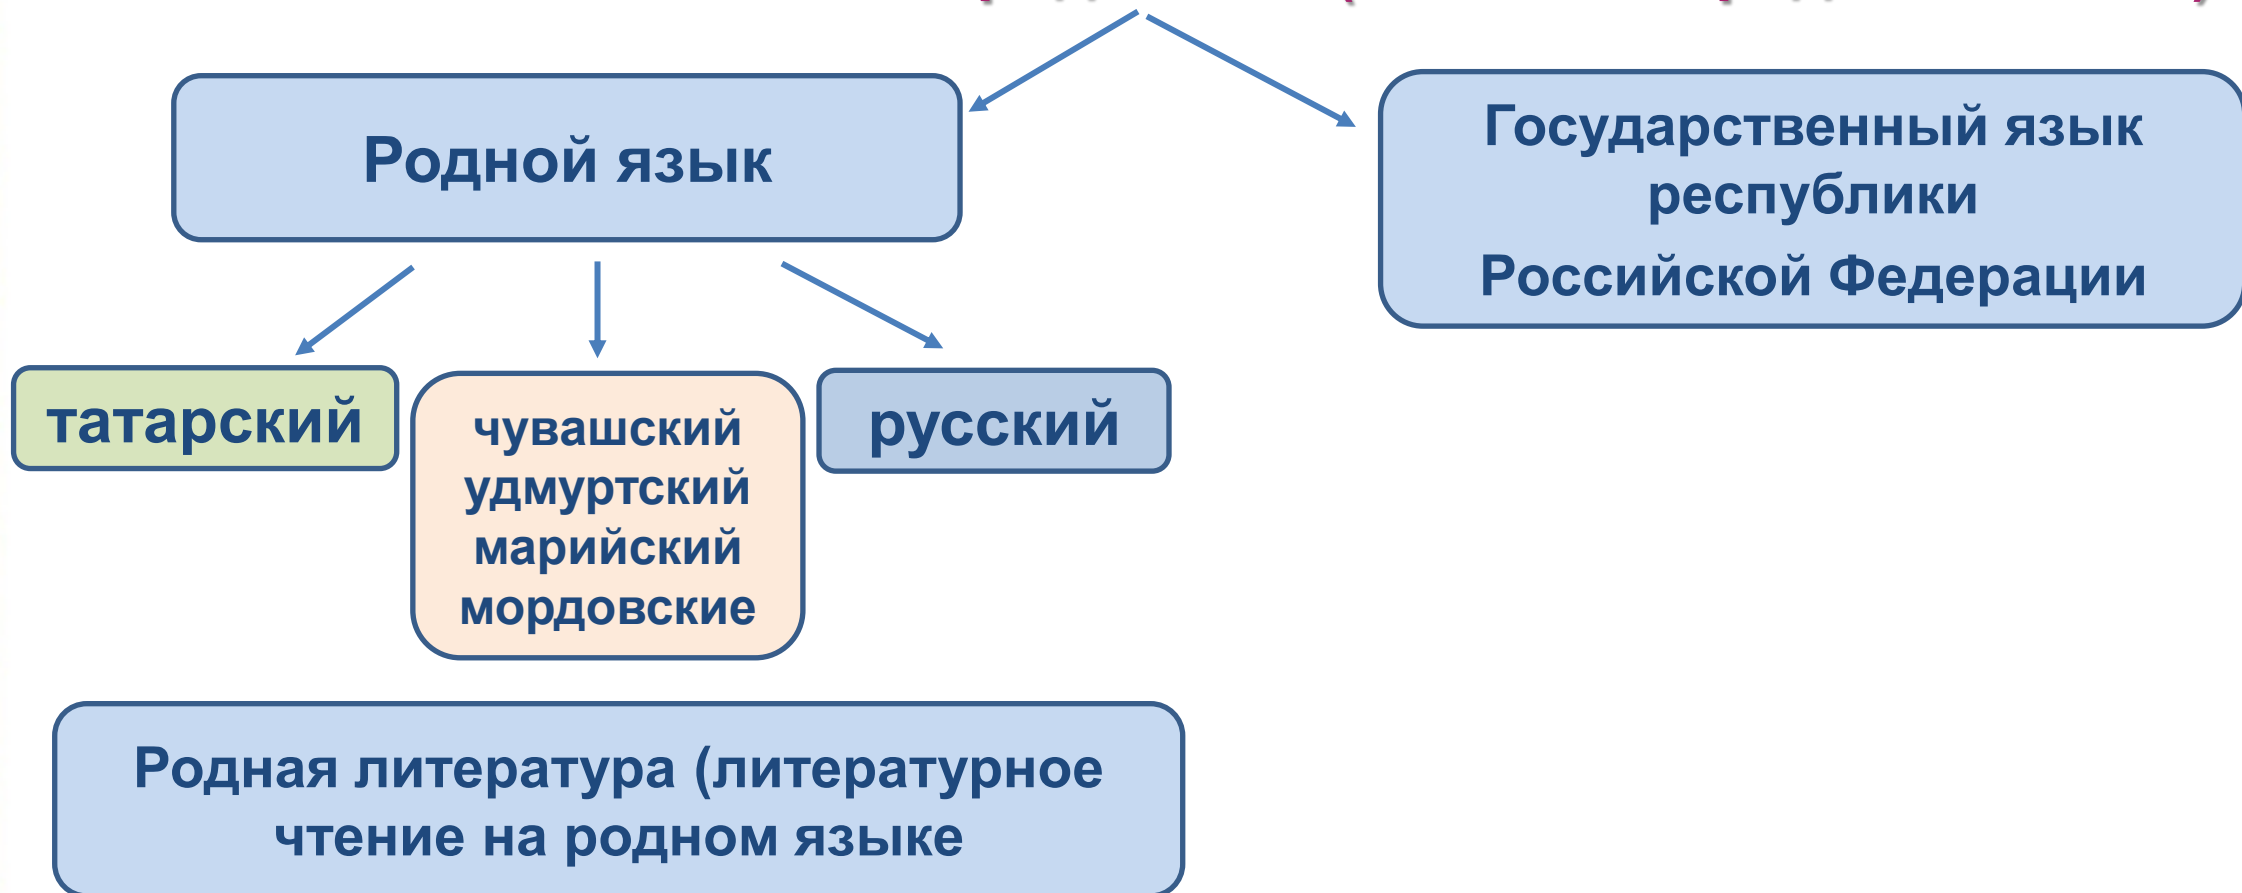 Родной язык
Государственный язык
республики
Российской Федерации
татарский
чувашский
удмуртский
марийский
мордовские
русский
Родная литература (литературное
чтение на родном языке